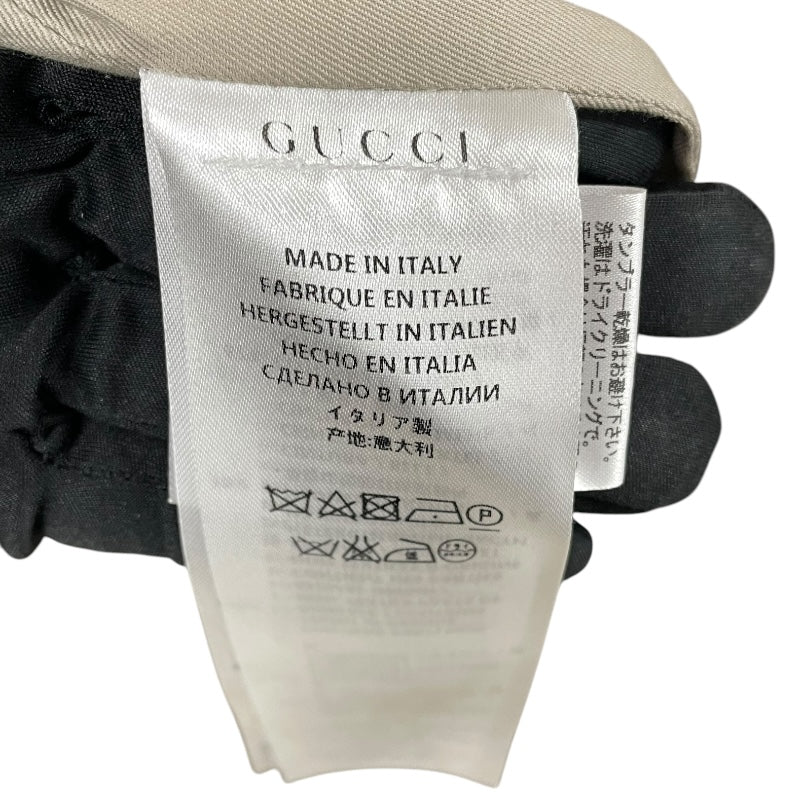 GUCCI
MADE IN ITALY
FABRIQUE EN ITALIE
HERGESTELLT IN ITALIEN
HECHO EN ITALIA
СДЕЛАНО В ИТАЛИИ
イタリア製
产地:意大利
P
タンブラー乾燥はお避け下さい。
洗濯はドライクリーニングで。